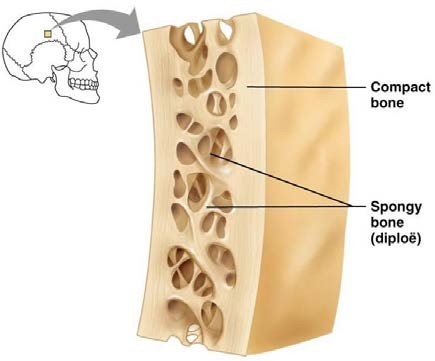 Compact
bone
Spongy
bone
(diploë)